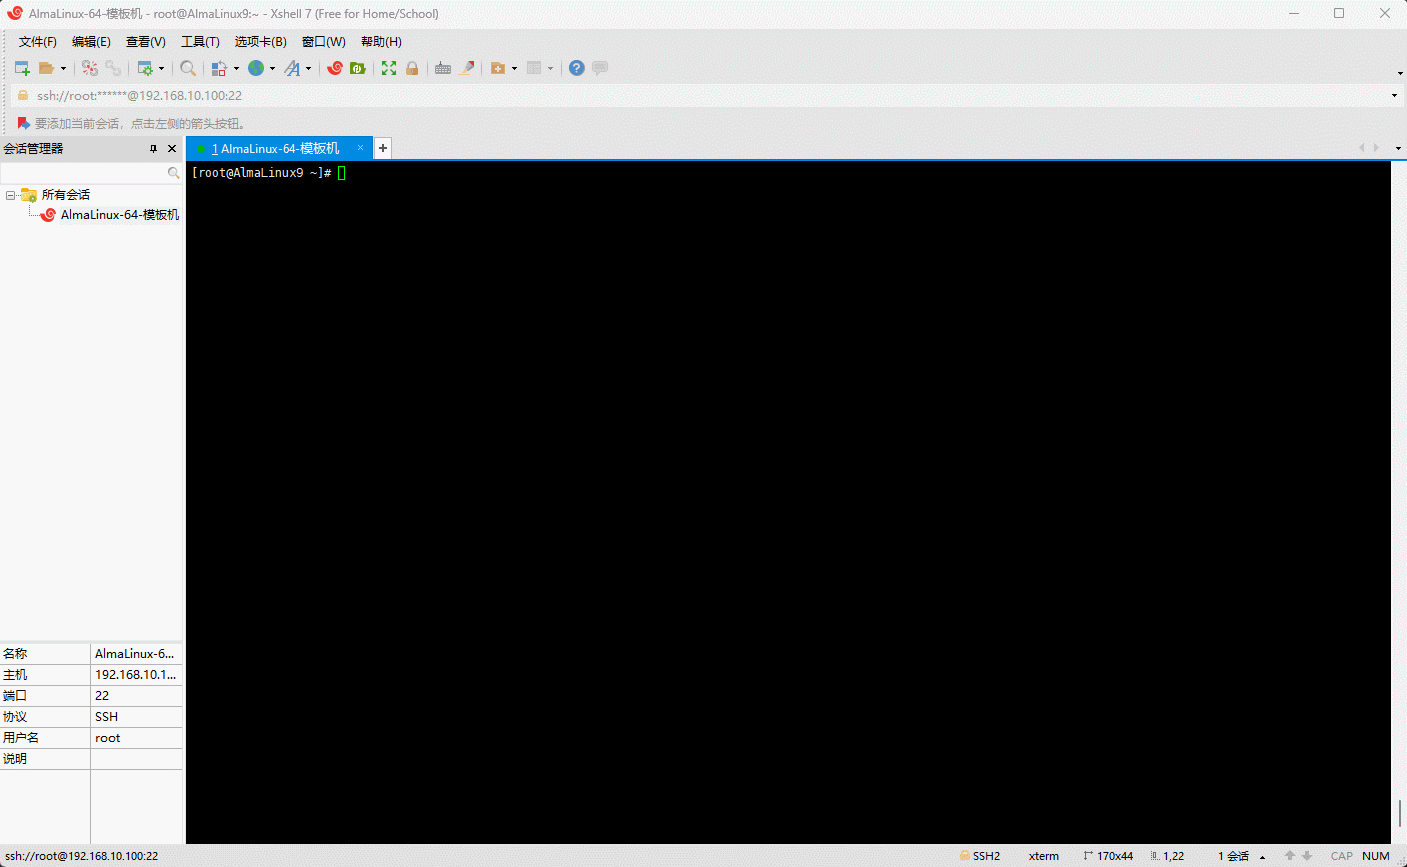 AlmaLinux-64-模板机 - root@AlmaLinux9:~ - Xshell 7 (Free for Home/School)
文件(F) 编辑(E) 查看(V) 工具(T) 选项卡(B) 窗口(W) 帮助(H)
ssh://root:******@192.168.10.100:22
要添加当前会话，点击左侧的箭头按钮。
会话管理器
1 AlmaLinux-64-模板机
[root@AlmaLinux9 ~]#
所有会话
AlmaLinux-64-模板机
名称 AlmaLinux-6...
主机 192.168.10.1...
端口 22
协议 SSH
用户名 root
说明
ssh://root@192.168.10.100:22 SSH2 xterm 170x44 1,22 1 会话 CAP NUM